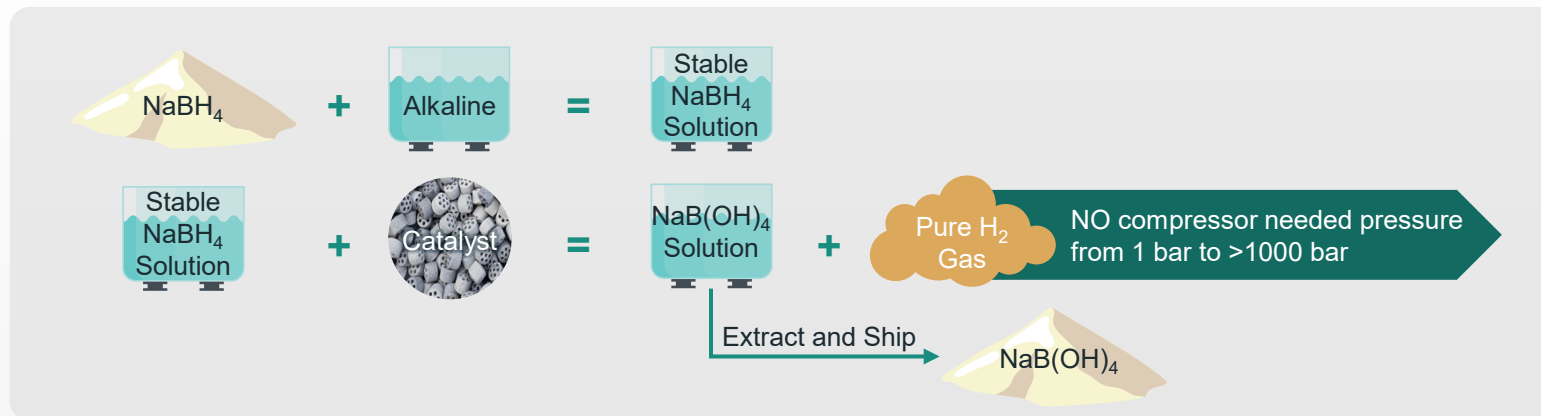 NaBH₄
+
Alkaline
=
Stable
NaBH₄
Solution
Stable
NaBH₄
Solution
+
Catalyst
=
NaB(OH)₄
Solution
+
Pure H₂
Gas
NO compressor needed pressure
from 1 bar to >1000 bar
Extract and Ship
NaB(OH)₄